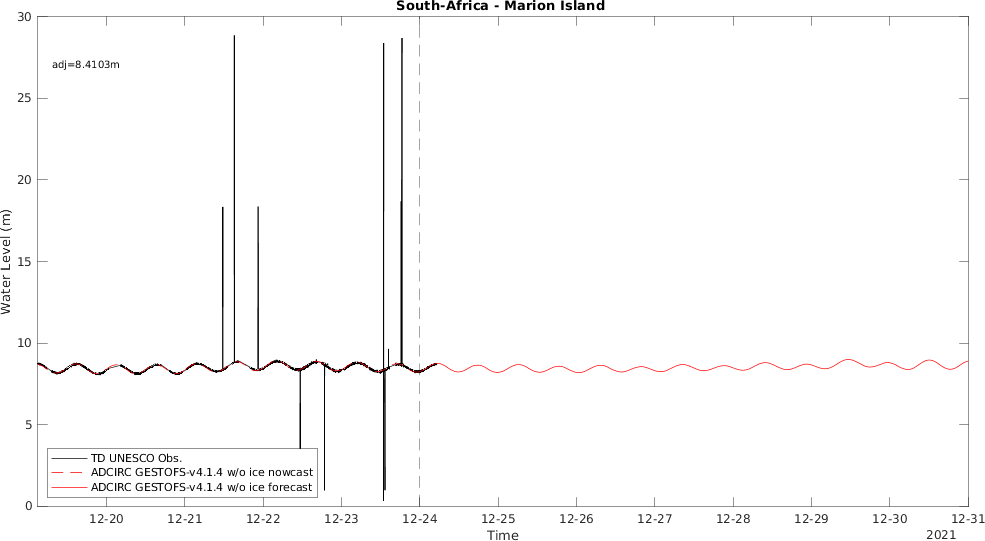 South-Africa - Marion Island
30
25
20
15
10
5
0
Water Level (m)
adj=8.4103m
TD UNESCO Obs.
ADCIRC GESTOFS-v4.1.4 w/o ice nowcast
ADCIRC GESTOFS-v4.1.4 w/o ice forecast
12-20 12-21 12-22 12-23 12-24 12-25 12-26 12-27 12-28 12-29 12-30 12-31
Time
2021